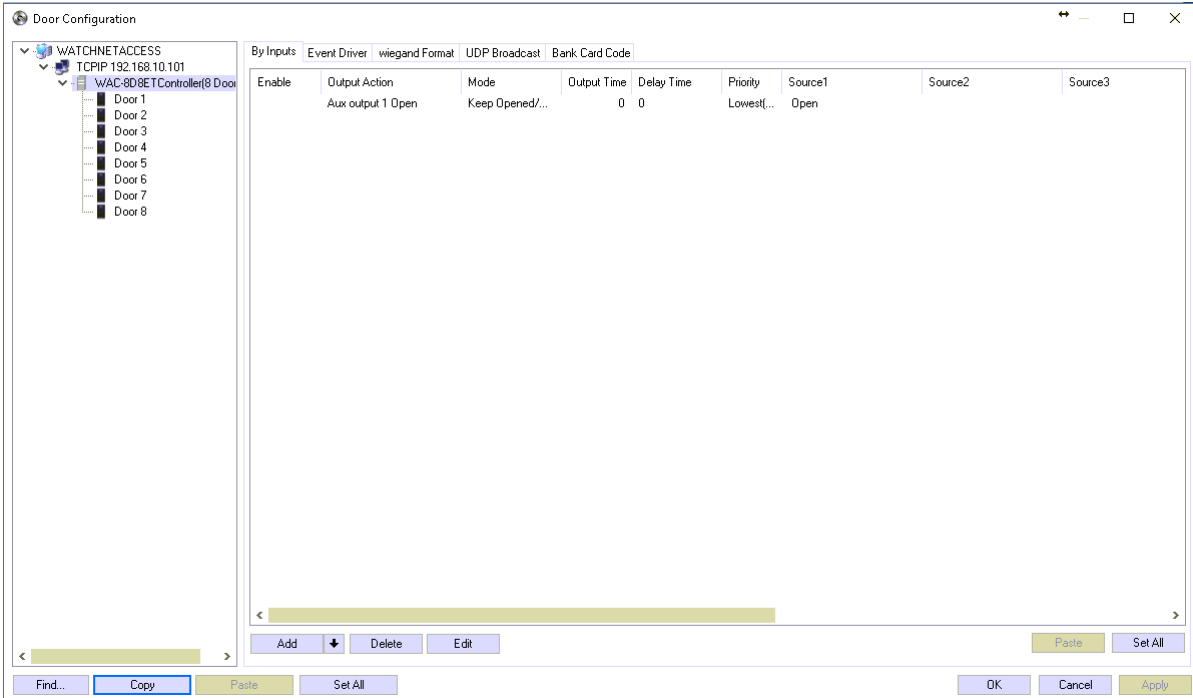 Door Configuration
WATCHNETACCESS
TCPIP 192.168.10.101
WAC-8D8ETController(8 Door
Door 1
Door 2
Door 3
Door 4
Door 5
Door 6
Door 7
Door 8
By Inputs Event Driver wiegand Format UDP Broadcast Bank Card Code
Enable Output Action Mode Output Time Delay Time Priority Source1 Source2 Source3
Aux output 1 Open Keep Opened/... 0 0 Lowest(... Open
Add Delete Edit Paste Set All
Find... Copy Paste Set All OK Cancel Apply